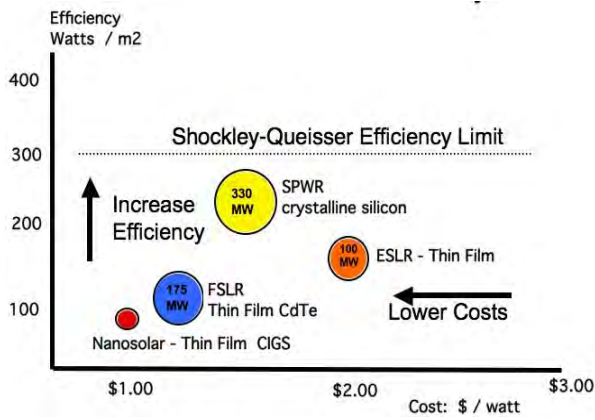 Efficiency
Watts / m2
400
Shockley-Queisser Efficiency Limit
300
330
MW
SPWR
crystalline silicon
Increase
Efficiency
200
100
MW
ESLR - Thin Film
175
MW
FSLR
Thin Film CdTe
100
Lower Costs
Nanosolar - Thin Film CIGS
$1.00
$2.00
$3.00
Cost: $ / watt